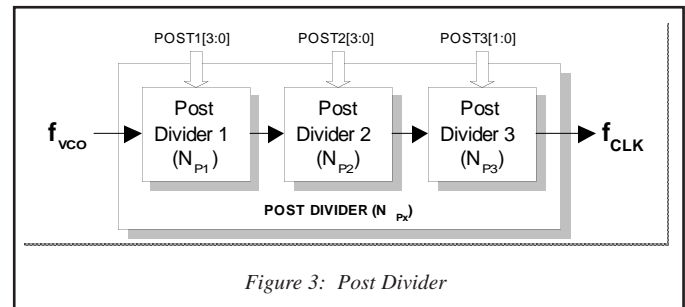 POST1[3:0] POST2[3:0] POST3[1:0]
Post Divider 1 (NP1)
Post Divider 2 (NP2)
Post Divider 3 (NP3)
fVCO
fCLK
POST DIVIDER (N Px)
Figure 3: Post Divider